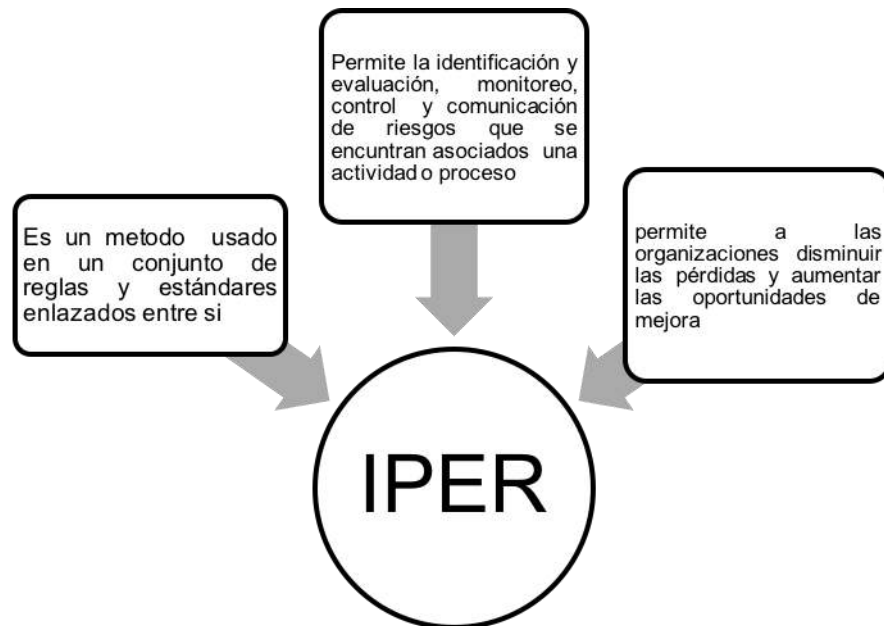 Permite la identificación y
evaluación, monitoreo,
control y comunicación
de riesgos que se
encuntran asociados una
actividad o proceso
Es un metodo usado
en un conjunto de
reglas y estándares
enlazados entre si
permite a las
organizaciones disminuir
las pérdidas y aumentar
las oportunidades de
mejora
IPER